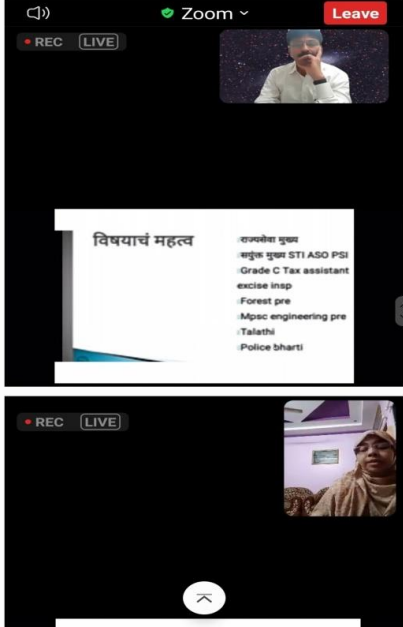 Zoom
Leave
REC LIVE
विषयाचं महत्व
राज्यसेवा मुख्य
सयुंक्त मुख्य STI ASO PSI
Grade C Tax assistant
excise insp
Forest pre
Mpsc engineering pre
Talathi
Police bharti
REC LIVE